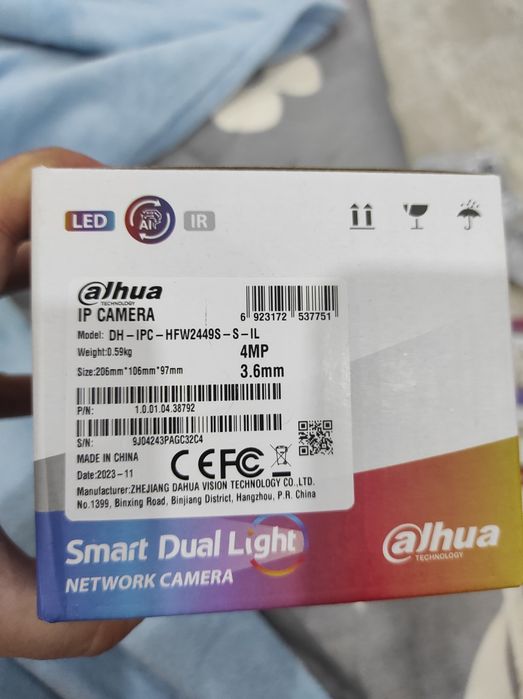 LED AI IR
alhua
TECHNOLOGY
IP CAMERA
6 923172 537751
Model: DH-IPC-HFW2449S-S-IL
Weight:0.59kg
4MP
Size:206mm*106mm*97mm
3.6mm
P/N: 1.0.01.04.38792
S/N: 9J04243PAGC32C4
MADE IN CHINA
CE FC
Date:2023-11
Manufacturer:ZHEJIANG DAHUA VISION TECHNOLOGY CO.,LTD.
No.1399, Binxing Road, Binjiang District, Hangzhou, P.R. China
Smart Dual Light
NETWORK CAMERA
alhua
TECHNOLOGY